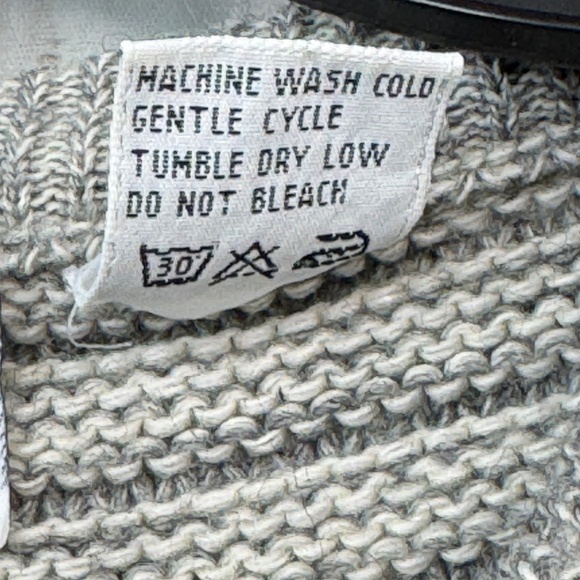 MACHINE WASH COLD
GENTLE CYCLE
TUMBLE DRY LOW
DO NOT BLEACH
30